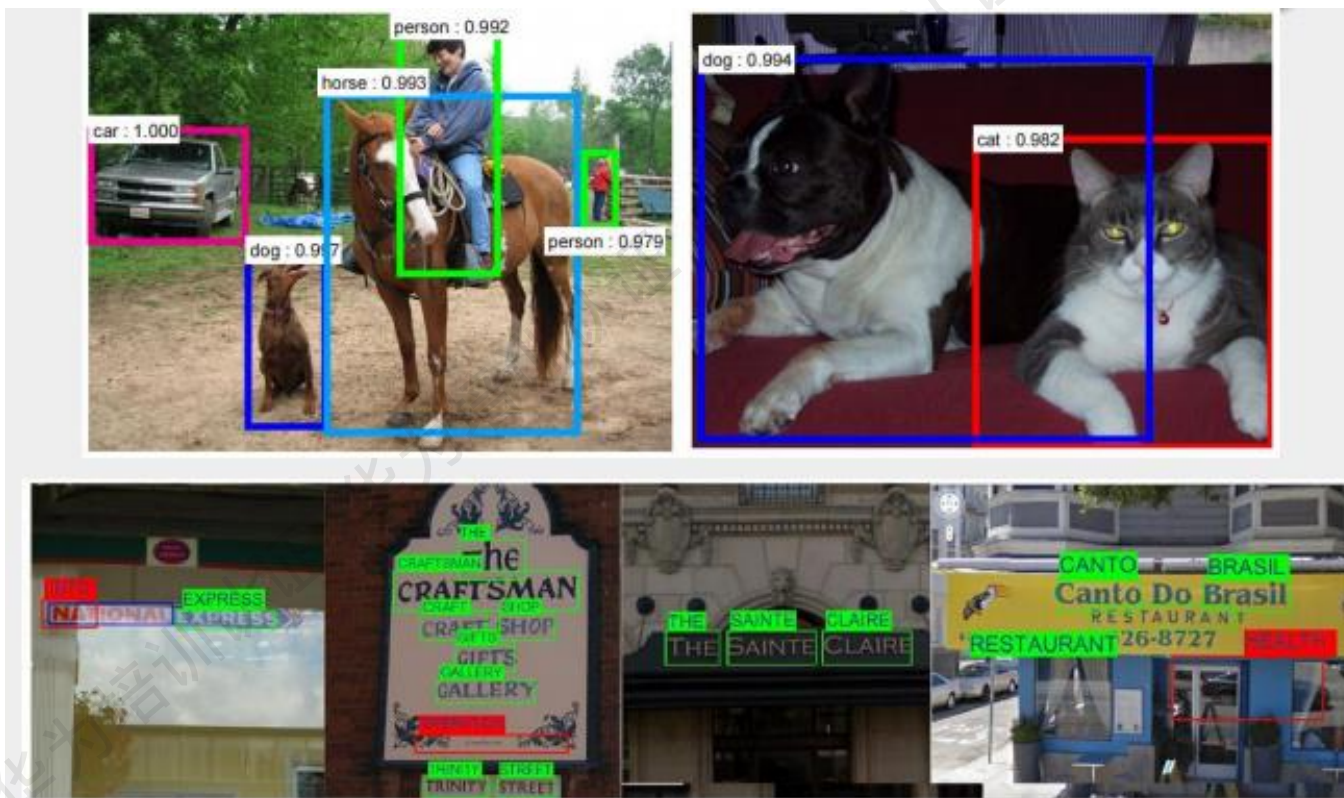 person : 0.992
horse : 0.993
car : 1.000
dog : 0.997
person : 0.979
dog : 0.994
cat : 0.982
NATIONAL EXPRESS
EXPRESS
THE
The
CRAFTSMAN
CRAFTSMAN
CRAFT SHOP
CRAFT SHOP
GIFTS
GIFTS
GALLERY
GALLERY
TRINITY STREET
TRINITY STREET
THE SAINTE CLAIRE
THE SAINTE CLAIRE
CANTO BRASIL
Canto Do Brasil
RESTAURANT
RESTAURANT
26-8727
HEALTH